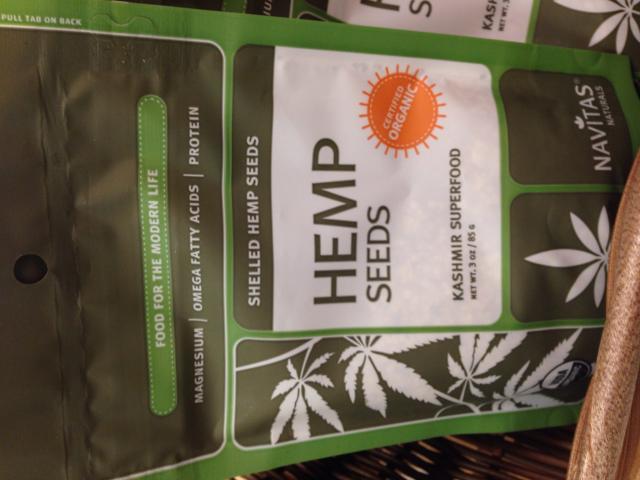 PULL TAB ON BACK
FOOD FOR THE MODERN LIFE
MAGNESIUM | OMEGA FATTY ACIDS | PROTEIN
SHELLED HEMP SEEDS
CERTIFIED
ORGANIC
HEMP
SEEDS
KASHMIR SUPERFOOD
NET WT. 3 OZ / 85 G
NAVITAS®
NATURALS